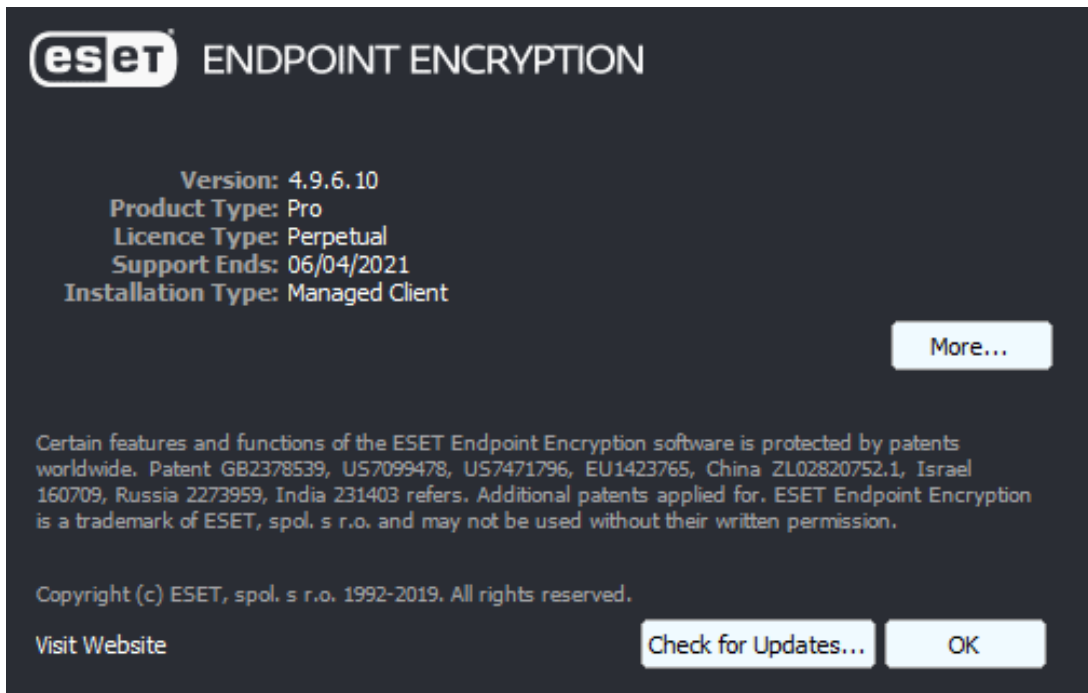 eseT ENDPOINT ENCRYPTION
Version: 4.9.6.10
Product Type: Pro
Licence Type: Perpetual
Support Ends: 06/04/2021
Installation Type: Managed Client
More...
Certain features and functions of the ESET Endpoint Encryption software is protected by patents
worldwide. Patent GB2378539, US7099478, US7471796, EU1423765, China ZL02820752.1, Israel
160709, Russia 2273959, India 231403 refers. Additional patents applied for. ESET Endpoint Encryption
is a trademark of ESET, spol. s r.o. and may not be used without their written permission.
Copyright (c) ESET, spol. s r.o. 1992-2019. All rights reserved.
Visit Website Check for Updates... OK